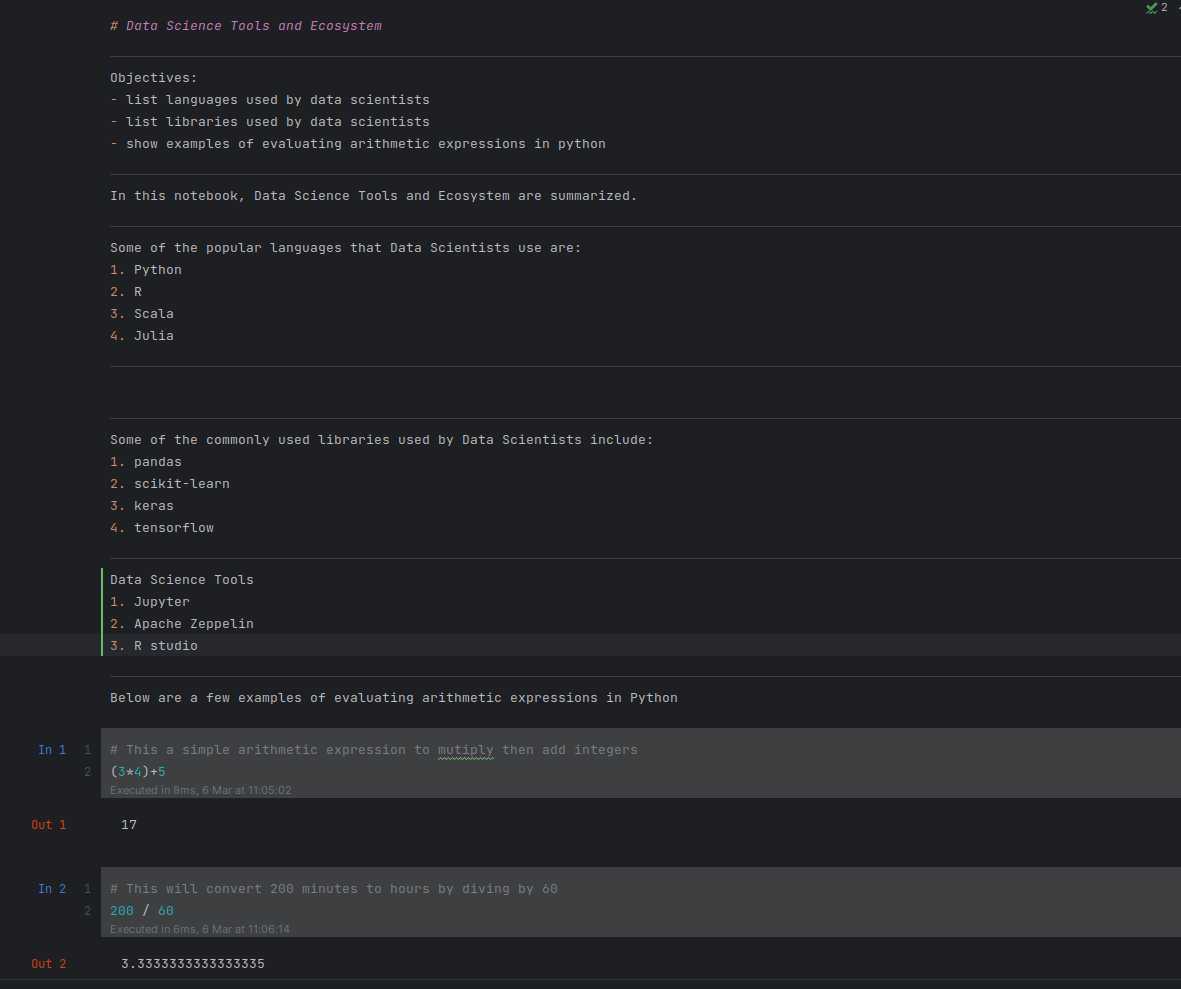 2
# Data Science Tools and Ecosystem
Objectives:
- list languages used by data scientists
- list libraries used by data scientists
- show examples of evaluating arithmetic expressions in python
In this notebook, Data Science Tools and Ecosystem are summarized.
Some of the popular languages that Data Scientists use are:
1. Python
2. R
3. Scala
4. Julia
Some of the commonly used libraries used by Data Scientists include:
1. pandas
2. scikit-learn
3. keras
4. tensorflow
Data Science Tools
1. Jupyter
2. Apache Zeppelin
3. R studio
Below are a few examples of evaluating arithmetic expressions in Python
In 1 1 # This a simple arithmetic expression to mutiply then add integers
2 (3*4)+5
Executed in 8ms, 6 Mar at 11:05:02
Out 1 17
In 2 1 # This will convert 200 minutes to hours by diving by 60
2 200 / 60
Executed in 6ms, 6 Mar at 11:06:14
Out 2 3.3333333333333335